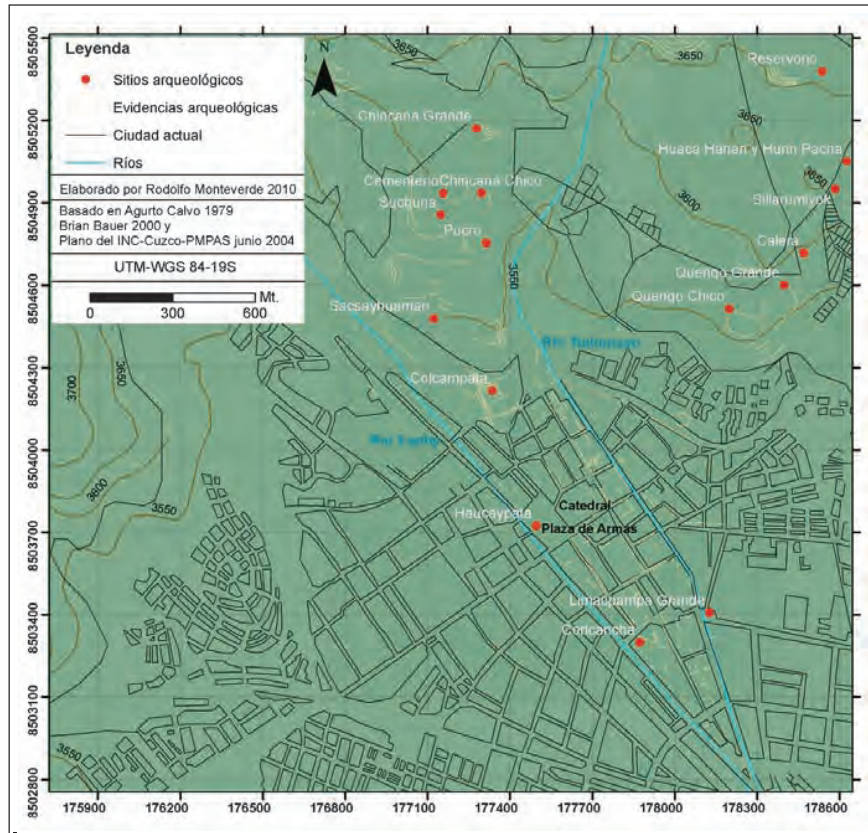 Leyenda
Sitios arqueológicos
Evidencias arqueológicas
Ciudad actual
Ríos
Elaborado por Rodolfo Monteverde 2010
Basado en Agurto Calvo 1979
Brian Bauer 2000 y
Plano del INC-Cuzco-PMPAS junio 2004
UTM-WGS 84-19S
Mt.
0 300 600
N
3650
3650
Reservorio
Chincana Grande
3650
Huaca Hanan y Hurin Pacha
Cementerio
Chincana Chico
3650
Suchuna
3600
Sillarumiyok
Pucro
Calera
3550
Quenqo Grande
Quenqo Chico
Sacsayhuaman
Río Tullumayo
3700
3650
Colcampata
Río Saphy
3600
3550
Catedral
Haucaypata
Plaza de Armas
Limacpampa Grande
Coricancha
3550
8505500
8505200
8504900
8504600
8504300
8504000
8503700
8503400
8503100
8502800
175900 176200 176500 176800 177100 177400 177700 178000 178300 178600